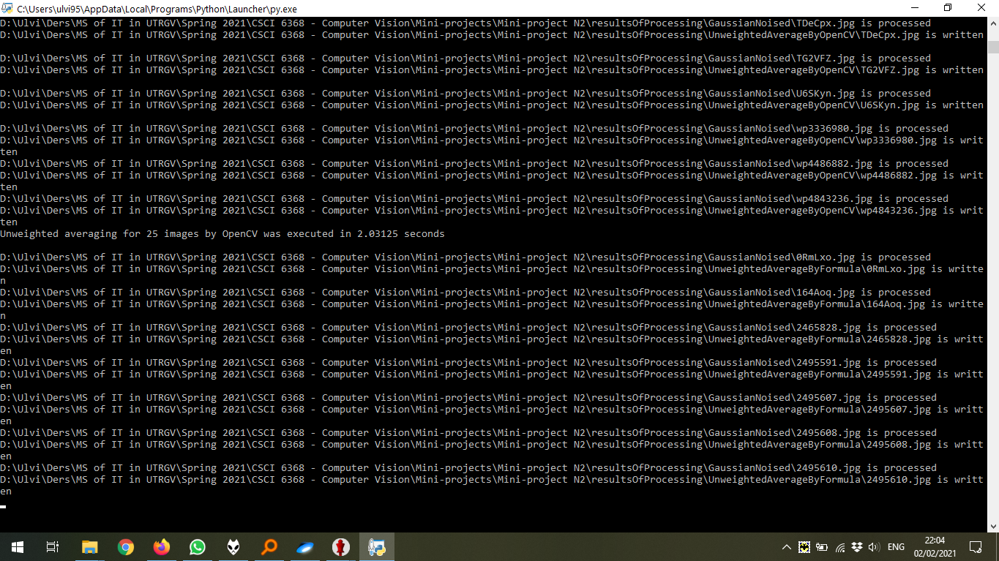 C:\Users\ulvi95\AppData\Local\Programs\Python\Launcher\py.exe
D:\Ulvi\Ders\MS of IT in UTRGV\Spring 2021\CSCI 6368 - Computer Vision\Mini-projects\Mini-project N2\resultsOfProcessing\GaussianNoised\TDeCpx.jpg is processed
D:\Ulvi\Ders\MS of IT in UTRGV\Spring 2021\CSCI 6368 - Computer Vision\Mini-projects\Mini-project N2\resultsOfProcessing\UnweightedAverageByOpenCV\TDeCpx.jpg is written
D:\Ulvi\Ders\MS of IT in UTRGV\Spring 2021\CSCI 6368 - Computer Vision\Mini-projects\Mini-project N2\resultsOfProcessing\GaussianNoised\TG2VFZ.jpg is processed
D:\Ulvi\Ders\MS of IT in UTRGV\Spring 2021\CSCI 6368 - Computer Vision\Mini-projects\Mini-project N2\resultsOfProcessing\UnweightedAverageByOpenCV\TG2VFZ.jpg is written
D:\Ulvi\Ders\MS of IT in UTRGV\Spring 2021\CSCI 6368 - Computer Vision\Mini-projects\Mini-project N2\resultsOfProcessing\GaussianNoised\U6SKyn.jpg is processed
D:\Ulvi\Ders\MS of IT in UTRGV\Spring 2021\CSCI 6368 - Computer Vision\Mini-projects\Mini-project N2\resultsOfProcessing\UnweightedAverageByOpenCV\U6SKyn.jpg is written
D:\Ulvi\Ders\MS of IT in UTRGV\Spring 2021\CSCI 6368 - Computer Vision\Mini-projects\Mini-project N2\resultsOfProcessing\GaussianNoised\wp3336980.jpg is processed
D:\Ulvi\Ders\MS of IT in UTRGV\Spring 2021\CSCI 6368 - Computer Vision\Mini-projects\Mini-project N2\resultsOfProcessing\UnweightedAverageByOpenCV\wp3336980.jpg is writ
ten
D:\Ulvi\Ders\MS of IT in UTRGV\Spring 2021\CSCI 6368 - Computer Vision\Mini-projects\Mini-project N2\resultsOfProcessing\GaussianNoised\wp4486882.jpg is processed
D:\Ulvi\Ders\MS of IT in UTRGV\Spring 2021\CSCI 6368 - Computer Vision\Mini-projects\Mini-project N2\resultsOfProcessing\UnweightedAverageByOpenCV\wp4486882.jpg is writ
ten
D:\Ulvi\Ders\MS of IT in UTRGV\Spring 2021\CSCI 6368 - Computer Vision\Mini-projects\Mini-project N2\resultsOfProcessing\GaussianNoised\wp4843236.jpg is processed
D:\Ulvi\Ders\MS of IT in UTRGV\Spring 2021\CSCI 6368 - Computer Vision\Mini-projects\Mini-project N2\resultsOfProcessing\UnweightedAverageByOpenCV\wp4843236.jpg is writ
ten
Unweighted averaging for 25 images by OpenCV was executed in 2.03125 seconds
D:\Ulvi\Ders\MS of IT in UTRGV\Spring 2021\CSCI 6368 - Computer Vision\Mini-projects\Mini-project N2\resultsOfProcessing\GaussianNoised\0RmLxo.jpg is processed
D:\Ulvi\Ders\MS of IT in UTRGV\Spring 2021\CSCI 6368 - Computer Vision\Mini-projects\Mini-project N2\resultsOfProcessing\UnweightedAverageByFormula\0RmLxo.jpg is writte
n
D:\Ulvi\Ders\MS of IT in UTRGV\Spring 2021\CSCI 6368 - Computer Vision\Mini-projects\Mini-project N2\resultsOfProcessing\GaussianNoised\164Aoq.jpg is processed
D:\Ulvi\Ders\MS of IT in UTRGV\Spring 2021\CSCI 6368 - Computer Vision\Mini-projects\Mini-project N2\resultsOfProcessing\UnweightedAverageByFormula\164Aoq.jpg is writte
n
D:\Ulvi\Ders\MS of IT in UTRGV\Spring 2021\CSCI 6368 - Computer Vision\Mini-projects\Mini-project N2\resultsOfProcessing\GaussianNoised\2465828.jpg is processed
D:\Ulvi\Ders\MS of IT in UTRGV\Spring 2021\CSCI 6368 - Computer Vision\Mini-projects\Mini-project N2\resultsOfProcessing\UnweightedAverageByFormula\2465828.jpg is writt
en
D:\Ulvi\Ders\MS of IT in UTRGV\Spring 2021\CSCI 6368 - Computer Vision\Mini-projects\Mini-project N2\resultsOfProcessing\GaussianNoised\2495591.jpg is processed
D:\Ulvi\Ders\MS of IT in UTRGV\Spring 2021\CSCI 6368 - Computer Vision\Mini-projects\Mini-project N2\resultsOfProcessing\UnweightedAverageByFormula\2495591.jpg is writt
en
D:\Ulvi\Ders\MS of IT in UTRGV\Spring 2021\CSCI 6368 - Computer Vision\Mini-projects\Mini-project N2\resultsOfProcessing\GaussianNoised\2495607.jpg is processed
D:\Ulvi\Ders\MS of IT in UTRGV\Spring 2021\CSCI 6368 - Computer Vision\Mini-projects\Mini-project N2\resultsOfProcessing\UnweightedAverageByFormula\2495607.jpg is writt
en
D:\Ulvi\Ders\MS of IT in UTRGV\Spring 2021\CSCI 6368 - Computer Vision\Mini-projects\Mini-project N2\resultsOfProcessing\GaussianNoised\2495608.jpg is processed
D:\Ulvi\Ders\MS of IT in UTRGV\Spring 2021\CSCI 6368 - Computer Vision\Mini-projects\Mini-project N2\resultsOfProcessing\UnweightedAverageByFormula\2495608.jpg is writt
en
D:\Ulvi\Ders\MS of IT in UTRGV\Spring 2021\CSCI 6368 - Computer Vision\Mini-projects\Mini-project N2\resultsOfProcessing\GaussianNoised\2495610.jpg is processed
D:\Ulvi\Ders\MS of IT in UTRGV\Spring 2021\CSCI 6368 - Computer Vision\Mini-projects\Mini-project N2\resultsOfProcessing\UnweightedAverageByFormula\2495610.jpg is writt
en
ENG
22:04
02/02/2021